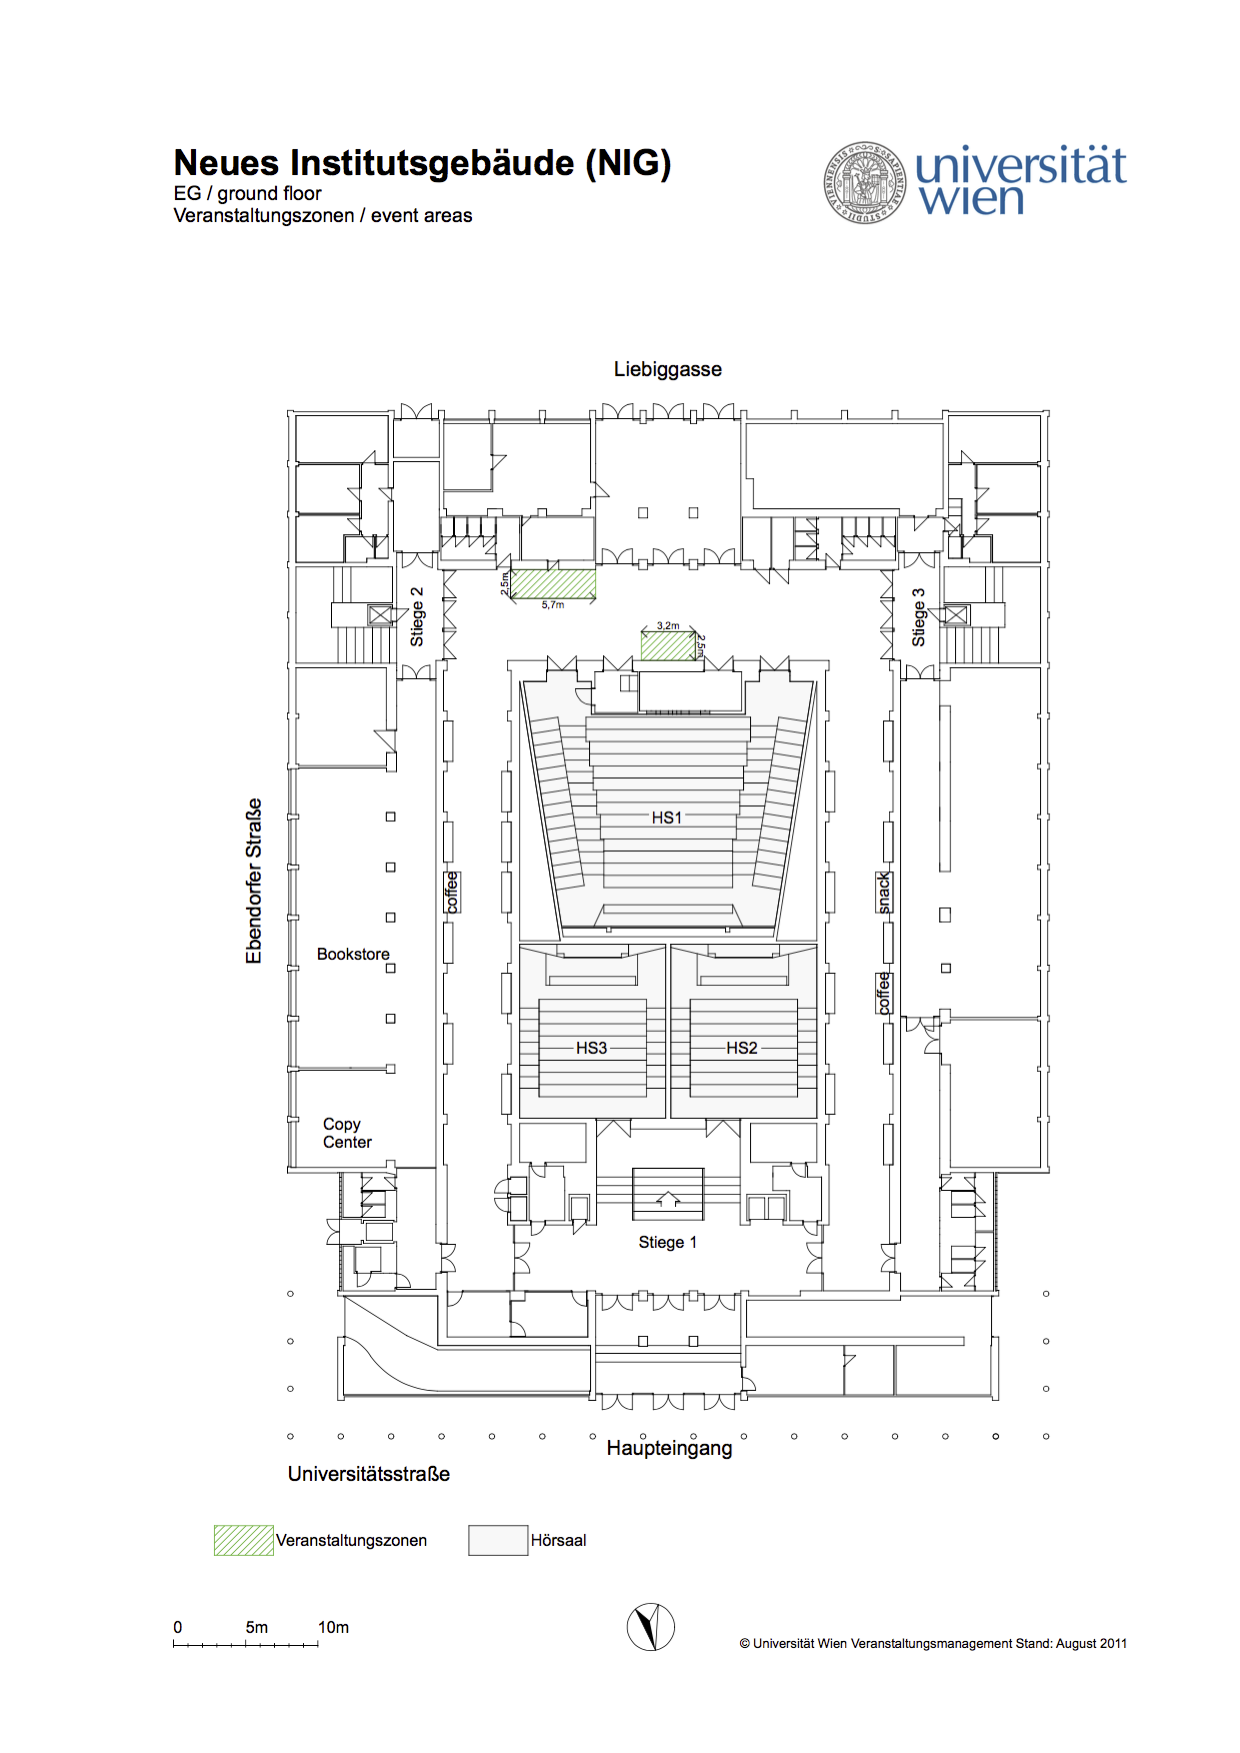 Neues Institutsgebäude (NIG)
EG / ground floor
Veranstaltungszonen / event areas
universität
wien
Liebiggasse
Stiege 2
2,5m
5,7m
3,2m
2,5m
Stiege 3
Ebendorfer Straße
HS1
coffee
snack
Bookstore
coffee
HS3
HS2
Copy
Center
Stiege 1
Haupteingang
Universitätsstraße
Veranstaltungszonen
Hörsaal
0 5m 10m
© Universität Wien Veranstaltungsmanagement Stand: August 2011